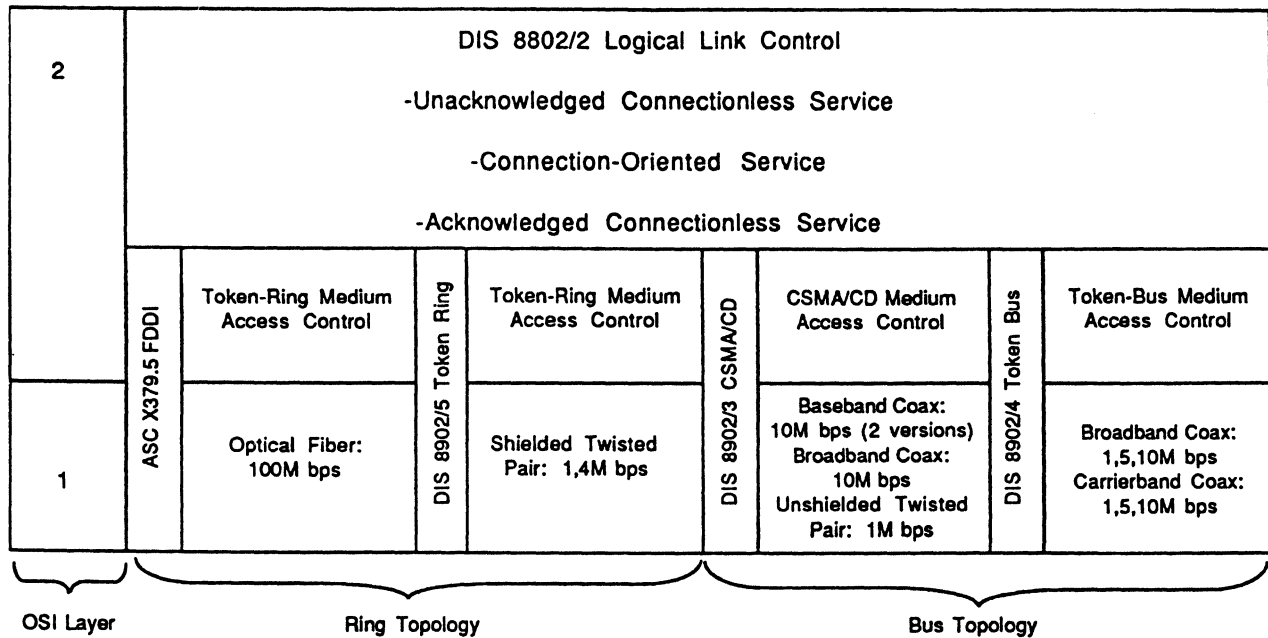 2
DIS 8802/2 Logical Link Control
-Unacknowledged Connectionless Service
-Connection-Oriented Service
-Acknowledged Connectionless Service
ASC X379.5 FDDI
Token-Ring Medium
Access Control
DIS 8902/5 Token Ring
Token-Ring Medium
Access Control
DIS 8902/3 CSMA/CD
CSMA/CD Medium
Access Control
DIS 8902/4 Token Bus
Token-Bus Medium
Access Control
1
Optical Fiber:
100M bps
Shielded Twisted
Pair: 1,4M bps
Baseband Coax:
10M bps (2 versions)
Broadband Coax:
10M bps
Unshielded Twisted
Pair: 1M bps
Broadband Coax:
1,5,10M bps
Carrierband Coax:
1,5,10M bps
OSI Layer
Ring Topology
Bus Topology